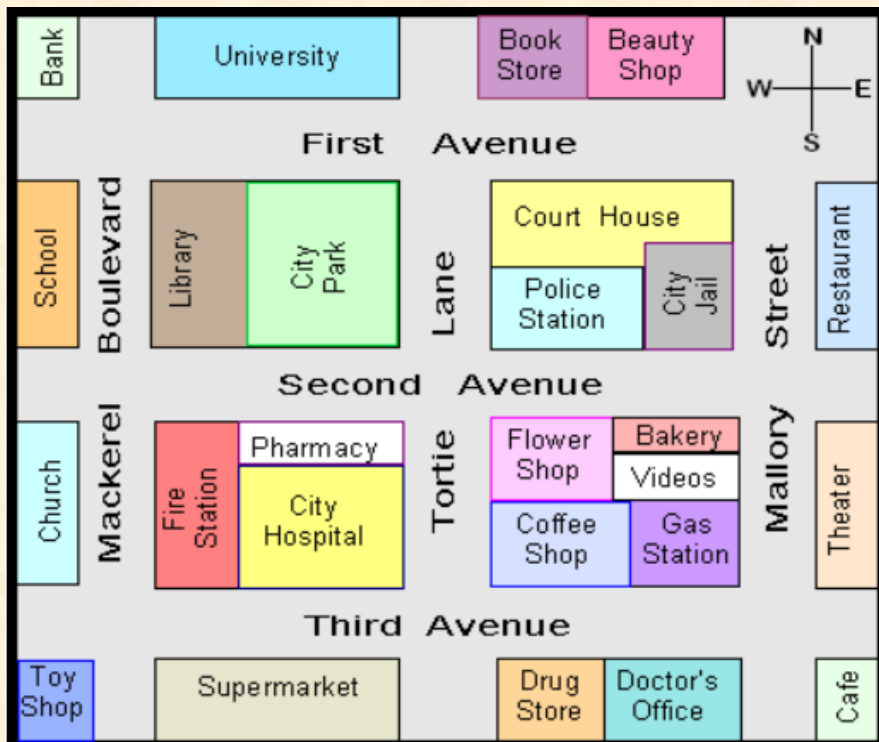 Bank
University
Book
Store
Beauty
Shop
N
W
E
S
First Avenue
School
Boulevard
Library
City
Park
Lane
Court House
Police
Station
City
Jail
Street
Restaurant
Second Avenue
Church
Mackerel
Fire
Station
Pharmacy
City
Hospital
Tortie
Flower
Shop
Bakery
Videos
Coffee
Shop
Gas
Station
Mallory
Theater
Third Avenue
Toy
Shop
Supermarket
Drug
Store
Doctor's
Office
Cafe